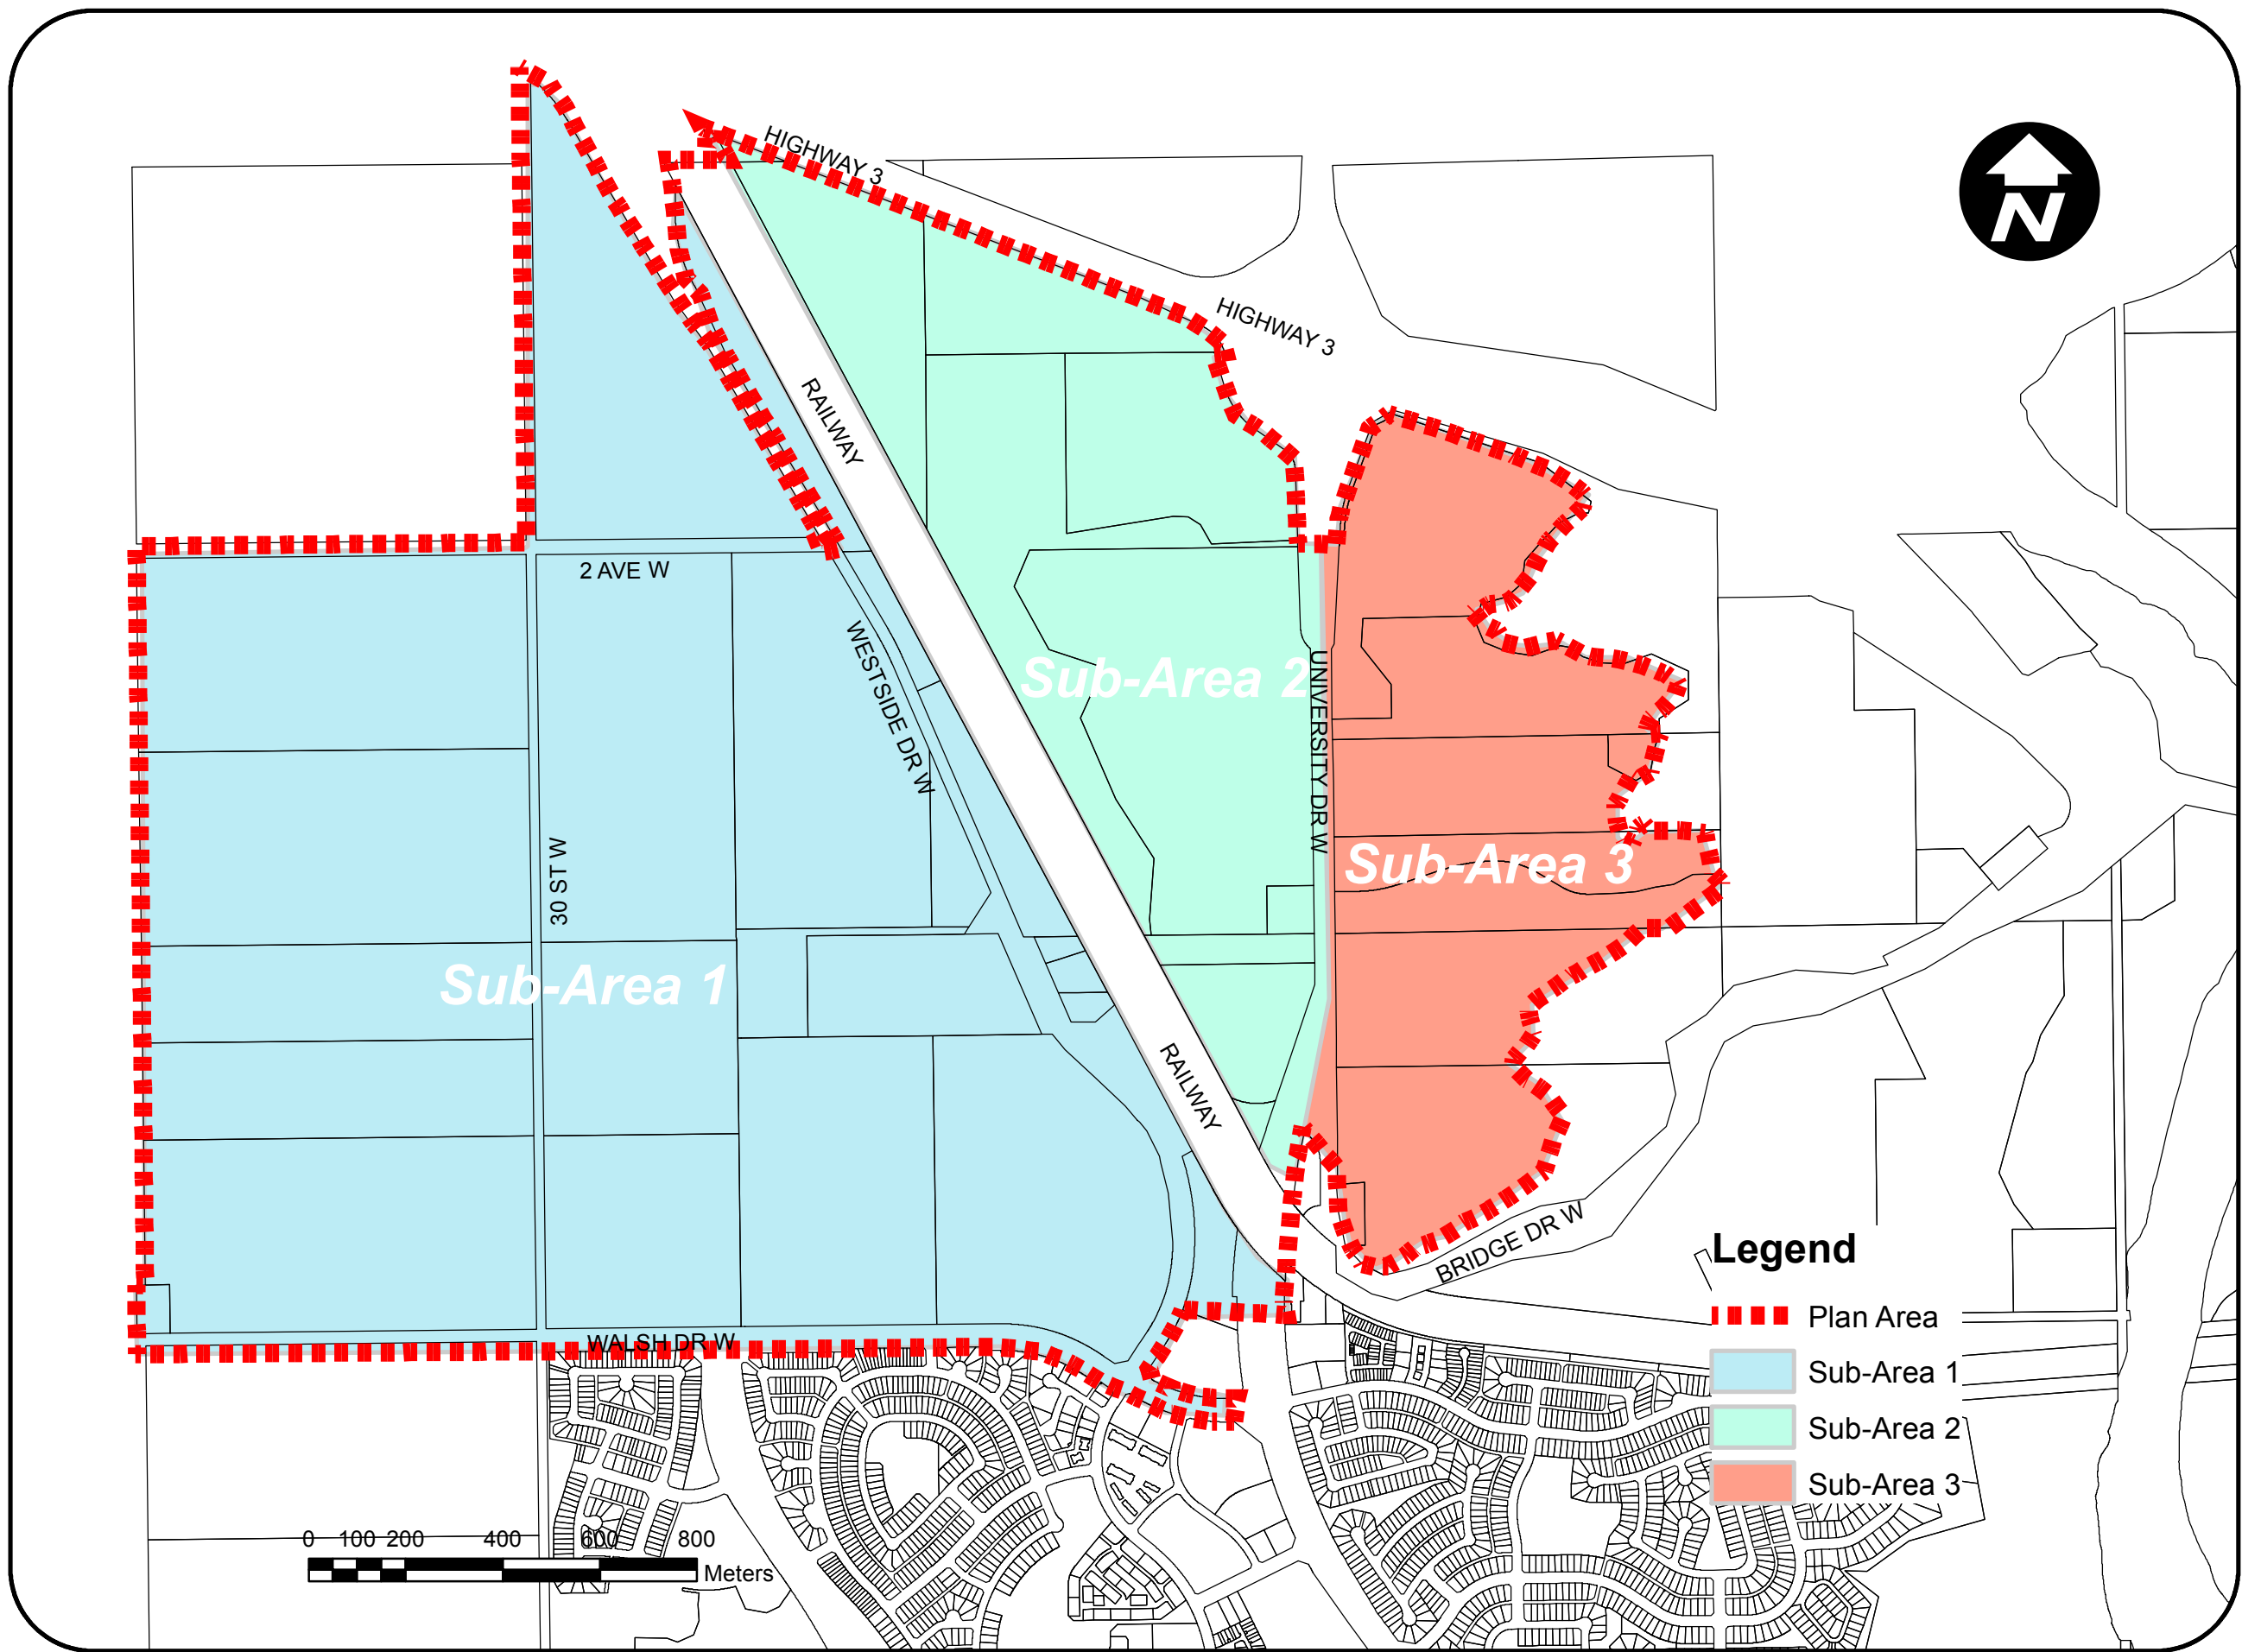 HIGHWAY 3
N
HIGHWAY 3
RAILWAY
2 AVE W
WESTSIDE DR W
Sub-Area 2
UNIVERSITY DR W
30 ST W
Sub-Area 3
Sub-Area 1
RAILWAY
BRIDGE DR W
Legend
Plan Area
Sub-Area 1
Sub-Area 2
Sub-Area 3
WALSH DR W
0 100 200 400 600 800
Meters